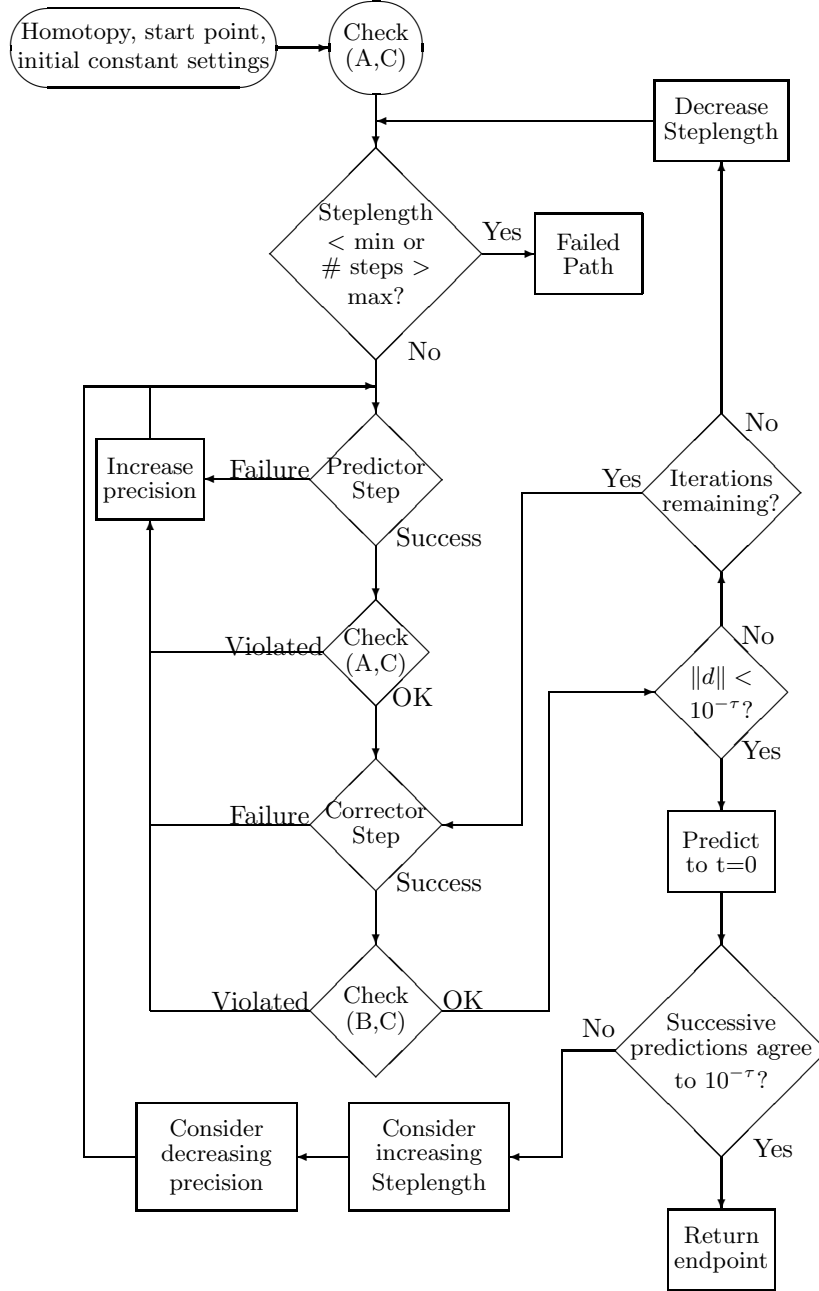 Homotopy, start point,
initial constant settings
Check
(A,C)
Decrease
Steplength
Steplength
< min or
# steps >
max?
Yes
Failed
Path
No
Increase
precision
Failure
Predictor
Step
Success
Yes
No
Iterations
remaining?
Violated
Check
(A,C)
OK
No
‖d‖ <
10^{−τ}?
Yes
Failure
Corrector
Step
Success
Predict
to t=0
Violated
Check
(B,C)
OK
No
Successive
predictions agree
to 10^{−τ}?
Yes
Consider
decreasing
precision
Consider
increasing
Steplength
Return
endpoint